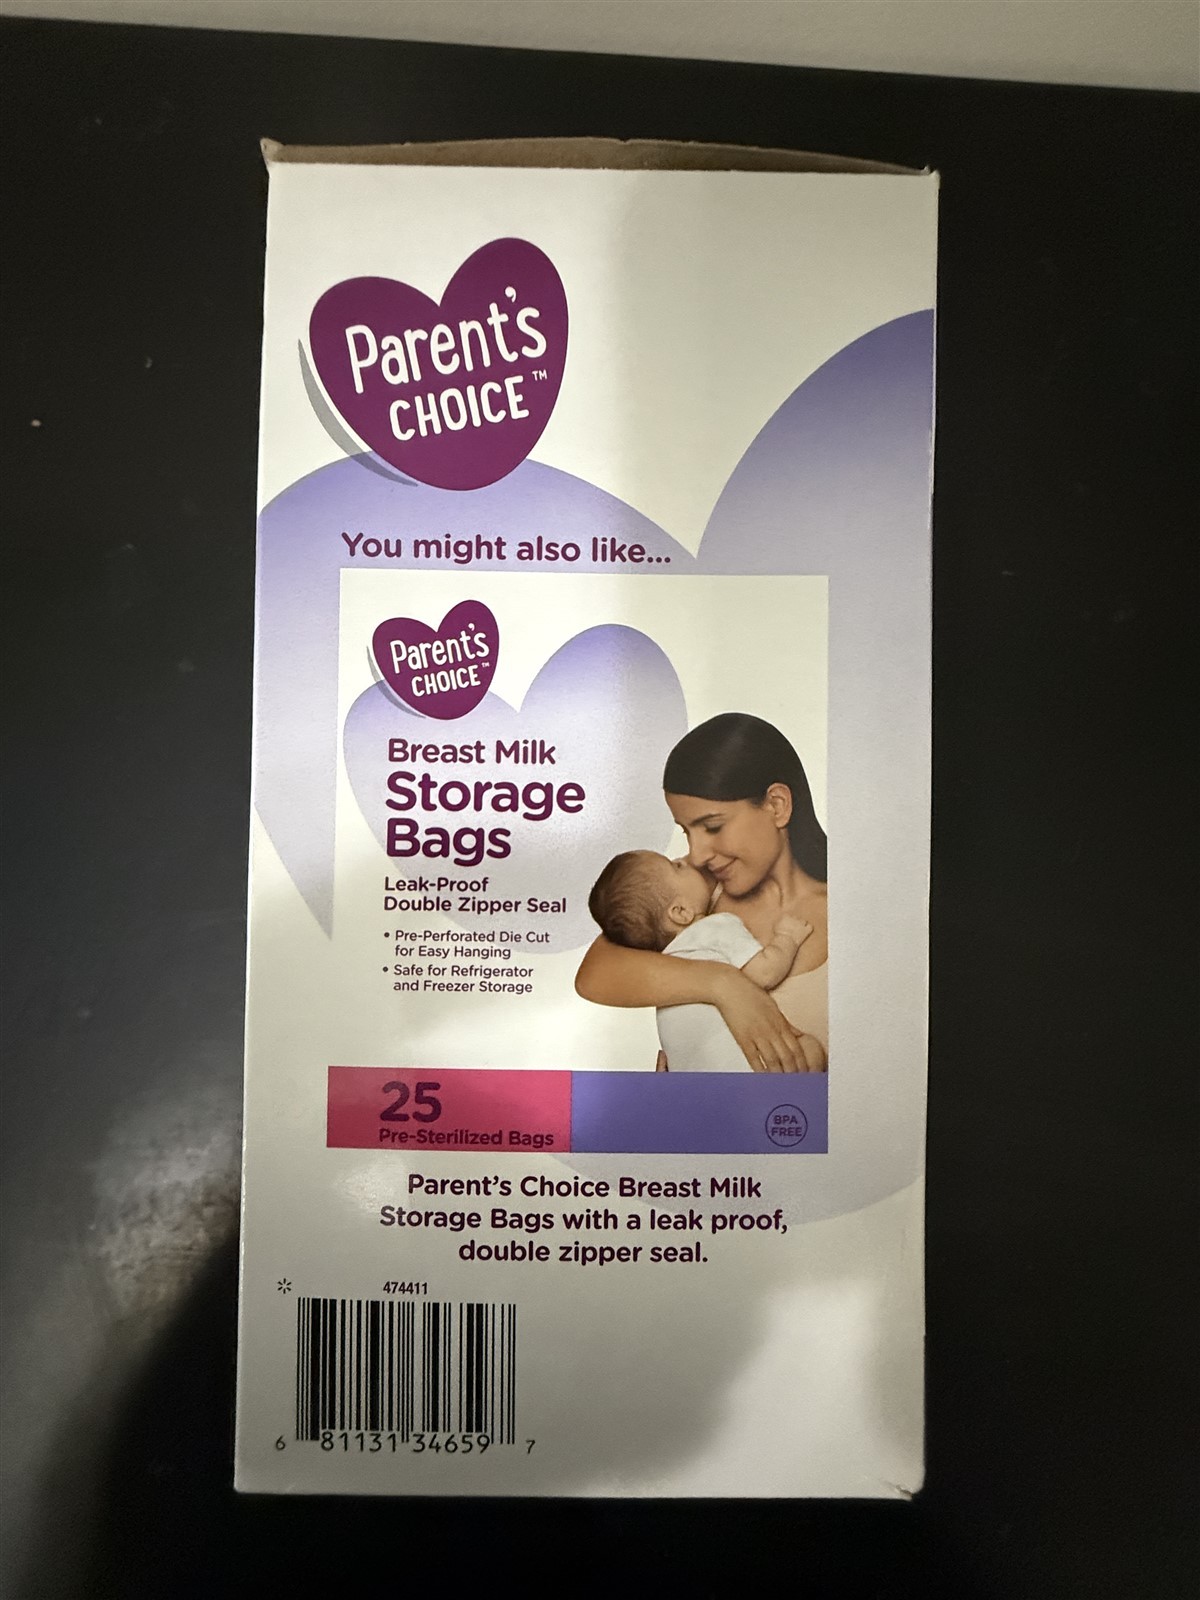 Parent's
CHOICE™
You might also like...
Parent's
CHOICE™
Breast Milk
Storage
Bags
Leak-Proof
Double Zipper Seal
• Pre-Perforated Die Cut
for Easy Hanging
• Safe for Refrigerator
and Freezer Storage
25
Pre-Sterilized Bags
BPA
FREE
Parent's Choice Breast Milk
Storage Bags with a leak proof,
double zipper seal.
474411
6 81131 34659 7